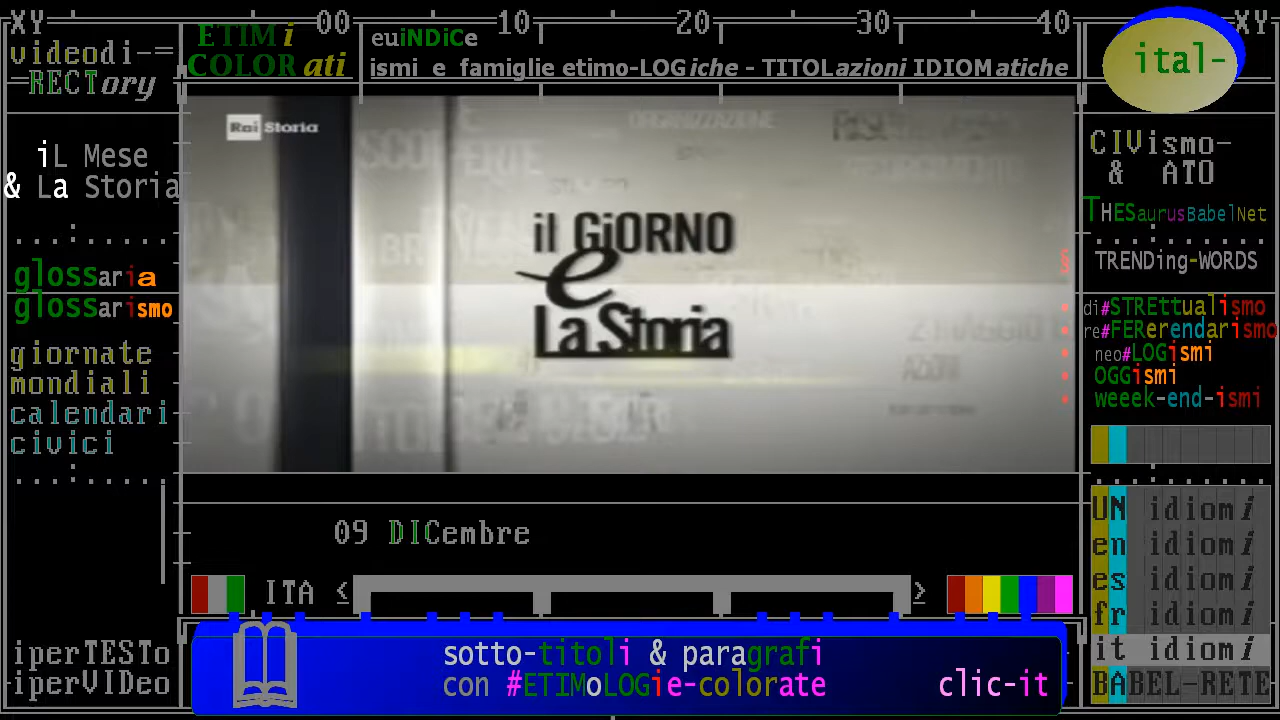 XY 00 10 20 30 40 XY
videodi-=
=RECTory
ETIMi
COLORati
euiNDiCe
ismi e famiglie etimo-LOGiche - TITOLazioni IDIOMatiche
ital-
iL Mese
& La Storia
...:.....
glossaria
glossarismo
giornate
mondiali
calendari
civici
...:.....
Rai Storia
ORGANIZZAZIONE
il GiORNO
e
La Storia
CIVismo-
& ATO
THESaurusBabelNet
...:.....
TRENDing-WORDS
di#STREttualismo
re#FERerendarismo
neo#LOGismi
OGGismi
weeek-end-ismi
...:.....
UN idiomi
en idiomi
es idiomi
fr idiomi
it idiomi
BABEL-RETE
09 DICembre
ITA < >
iperTESTo
-iperVIDeo
sotto-titoli & paragrafi
con #ETIMoLOGie-colorate
clic-it